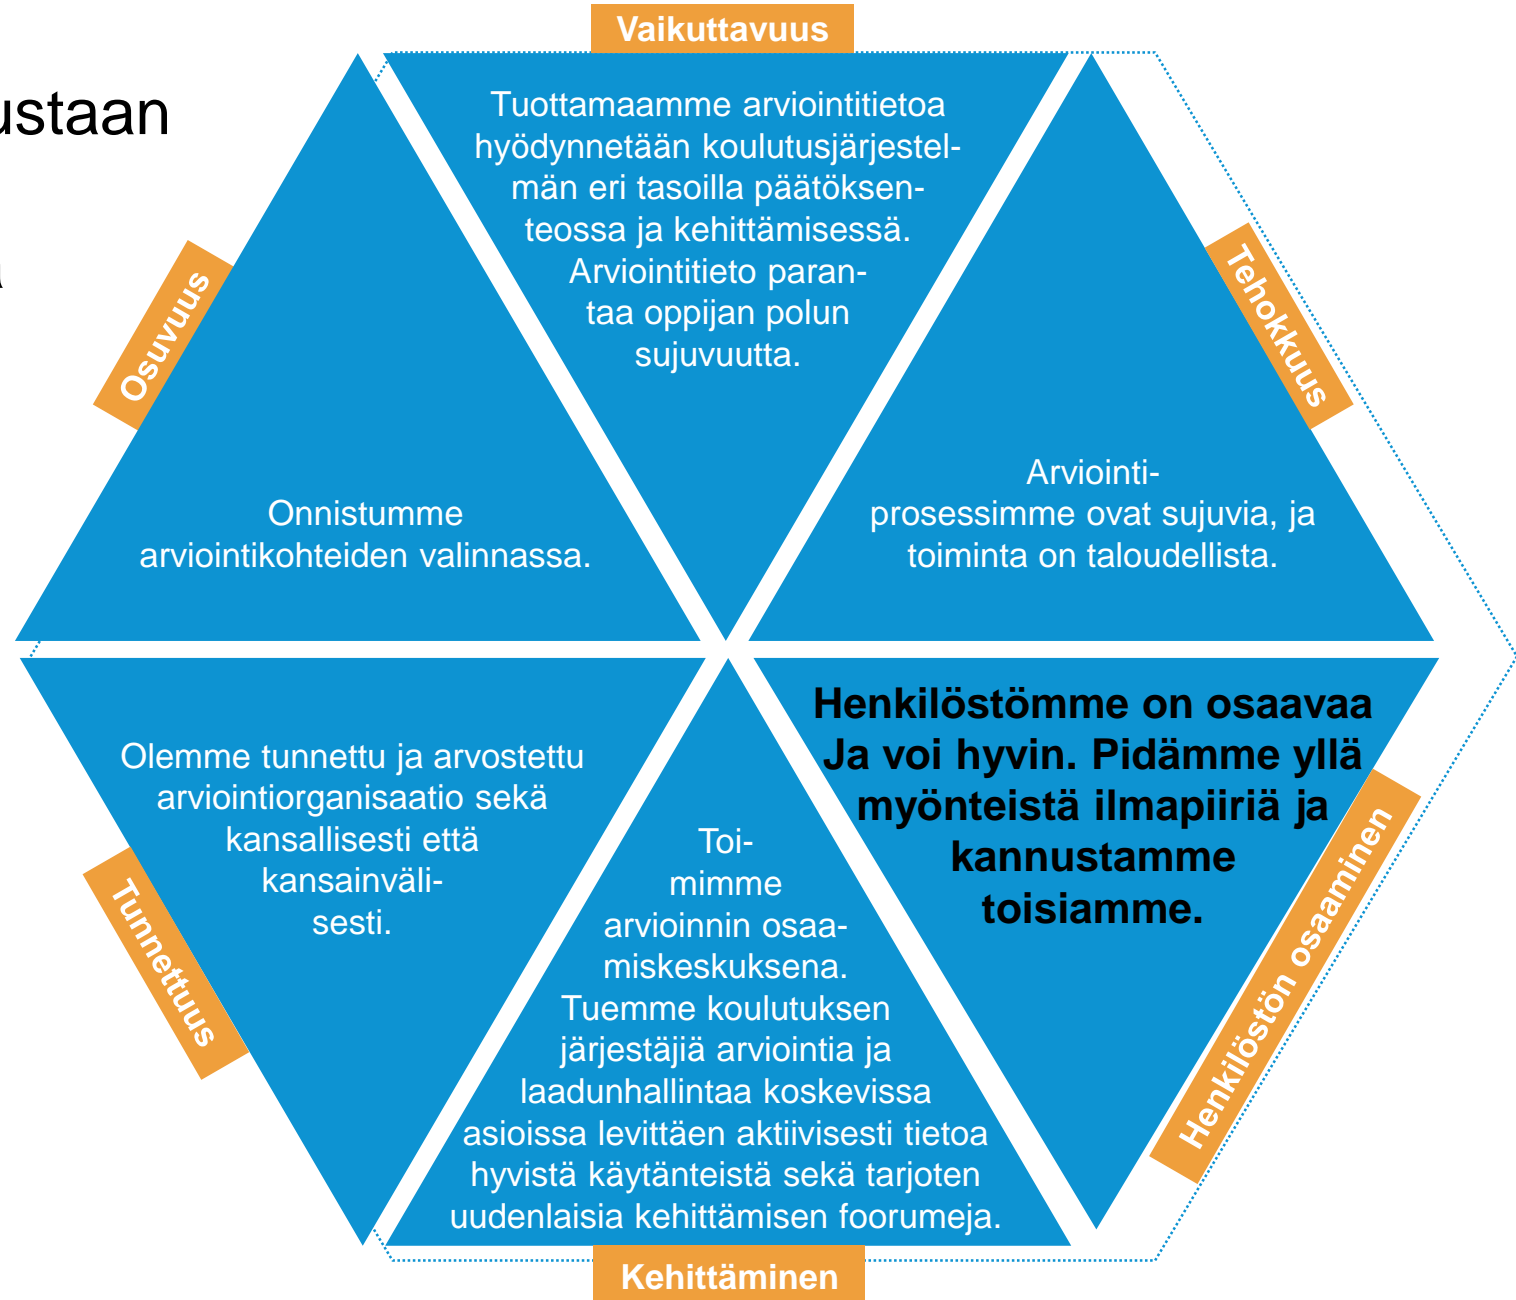 Vaikuttavuus
Tuottamaamme arviointitietoa
hyödynnetään koulutusjärjestel-
män eri tasoilla päätöksen-
teossa ja kehittämisessä.
Arviointitieto paran-
taa oppijan polun
sujuvuutta.
Osuvuus
Onnistumme
arviointikohteiden valinnassa.
Tehokkuus
Arviointi-
prosessimme ovat sujuvia, ja
toiminta on taloudellista.
Tunnettuus
Olemme tunnettu ja arvostettu
arviointiorganisaatio sekä
kansallisesti että
kansainväli-
sesti.
Toi-
mimme
arvioinnin osaa-
miskeskuksena.
Tuemme koulutuksen
järjestäjiä arviointia ja
laadunhallintaa koskevissa
asioissa levittäen aktiivisesti tietoa
hyvistä käytänteistä sekä tarjoten
uudenlaisia kehittämisen foorumeja.
Kehittäminen
Henkilöstömme on osaavaa
Ja voi hyvin. Pidämme yllä
myönteistä ilmapiiriä ja
kannustamme
toisiamme.
Henkilöstön osaaminen